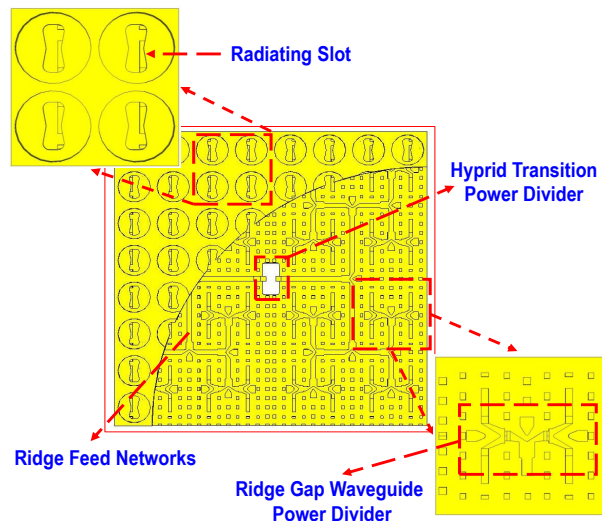 Radiating Slot
Hyprid Transition
Power Divider
Ridge Feed Networks
Ridge Gap Waveguide
Power Divider